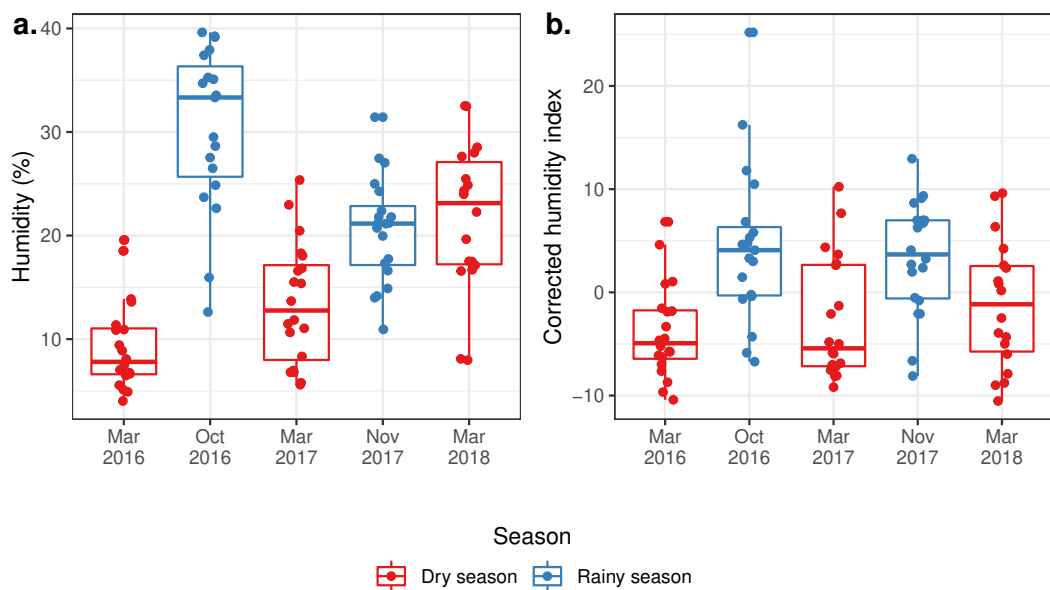 a.
Humidity (%)
40
30
20
10
Mar
2016
Oct
2016
Mar
2017
Nov
2017
Mar
2018
b.
Corrected humidity index
20
10
0
−10
Mar
2016
Oct
2016
Mar
2017
Nov
2017
Mar
2018
Season
Dry season
Rainy season